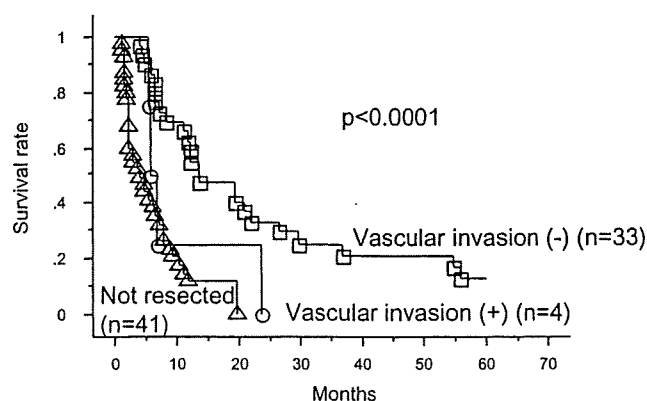 1
.8
.6
.4
.2
0
Survival rate
p<0.0001
Vascular invasion (-) (n=33)
Not resected
(n=41)
Vascular invasion (+) (n=4)
0 10 20 30 40 50 60 70
Months